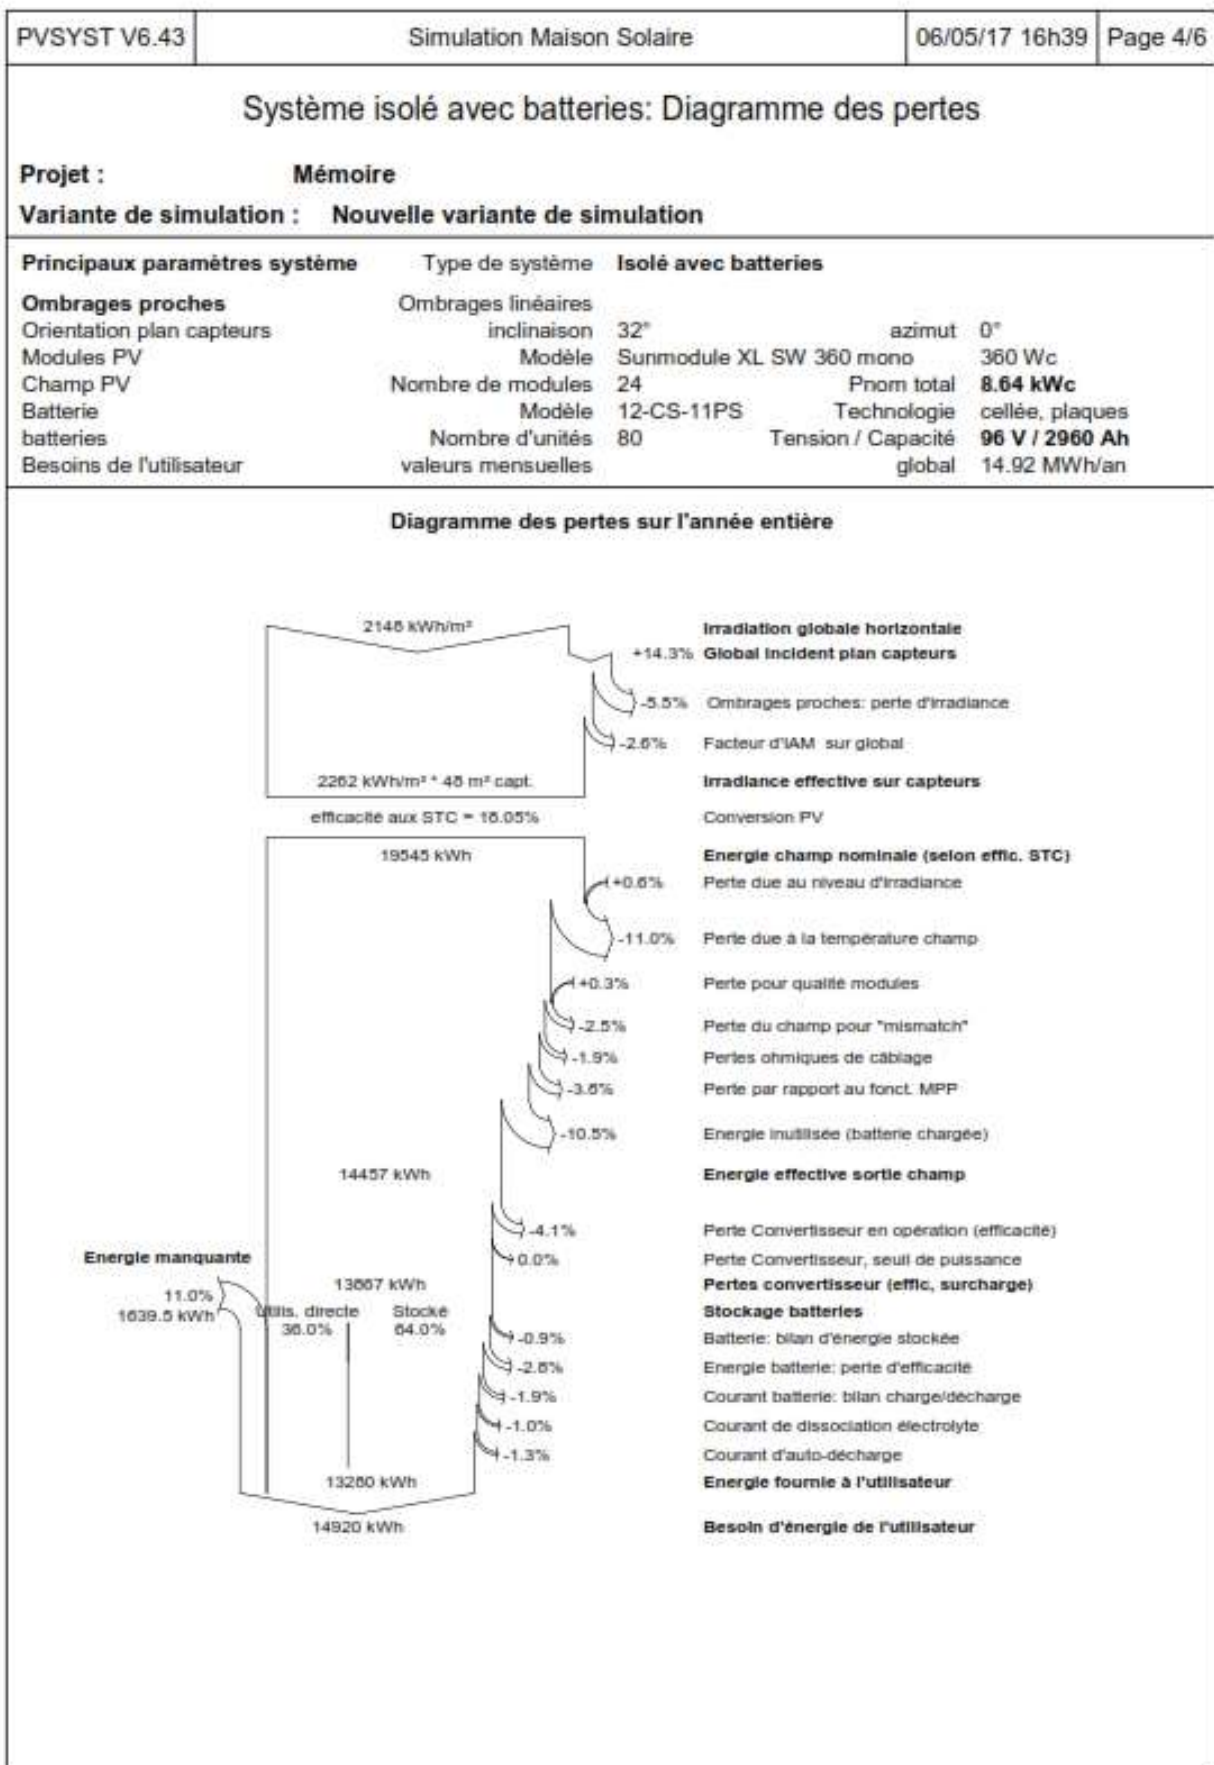 PVSYST V6.43 Simulation Maison Solaire 06/05/17 16h39 Page 4/6
Système isolé avec batteries: Diagramme des pertes
Projet : Mémoire
Variante de simulation : Nouvelle variante de simulation
Principaux paramètres système Type de système Isolé avec batteries
Ombrages proches Ombrages linéaires
Orientation plan capteurs inclinaison 32° azimut 0°
Modules PV Modèle Sunmodule XL SW 360 mono 360 Wc
Champ PV Nombre de modules 24 Pnom total 8.64 kWc
Batterie Modèle 12-CS-11PS Technologie cellée, plaques
batteries Nombre d'unités 80 Tension / Capacité 96 V / 2960 Ah
Besoins de l'utilisateur valeurs mensuelles global 14.92 MWh/an
Diagramme des pertes sur l'année entière
2148 kWh/m² Irradiation globale horizontale
+14.3% Global incident plan capteurs
-5.5% Ombrages proches: perte d'irradiance
-2.6% Facteur d'IAM sur global
2262 kWh/m² * 48 m² capt. Irradiance effective sur capteurs
efficacité aux STC = 18.05% Conversion PV
19545 kWh Energie champ nominale (selon effic. STC)
+0.6% Perte due au niveau d'irradiance
-11.0% Perte due à la température champ
+0.3% Perte pour qualité modules
-2.5% Perte du champ pour "mismatch"
-1.9% Pertes ohmiques de câblage
-3.6% Perte par rapport au fonct. MPP
-10.5% Energie inutilisée (batterie chargée)
14457 kWh Energie effective sortie champ
-4.1% Perte Convertisseur en opération (efficacité)
Energie manquante 0.0% Perte Convertisseur, seuil de puissance
11.0% 13867 kWh Pertes convertisseur (effic, surcharge)
1639.5 kWh Utilis. directe Stocké Stockage batteries
36.0% 64.0% -0.9% Batterie: bilan d'énergie stockée
-2.8% Energie batterie: perte d'efficacité
-1.9% Courant batterie: bilan charge/décharge
-1.0% Courant de dissociation électrolyte
-1.3% Courant d'auto-décharge
13280 kWh Energie fournie à l'utilisateur
14920 kWh Besoin d'énergie de l'utilisateur